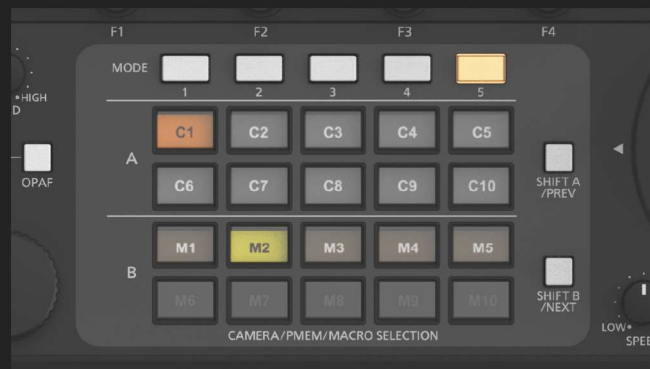 F1 F2 F3 F4
MODE
1 2 3 4 5
•HIGH
D
A
C1 C2 C3 C4 C5
C6 C7 C8 C9 C10
OPAF
SHIFT A
/PREV
B
M1 M2 M3 M4 M5
M6 M7 M8 M9 M10
SHIFT B
/NEXT
LOW•
SPEE
CAMERA/PMEM/MACRO SELECTION